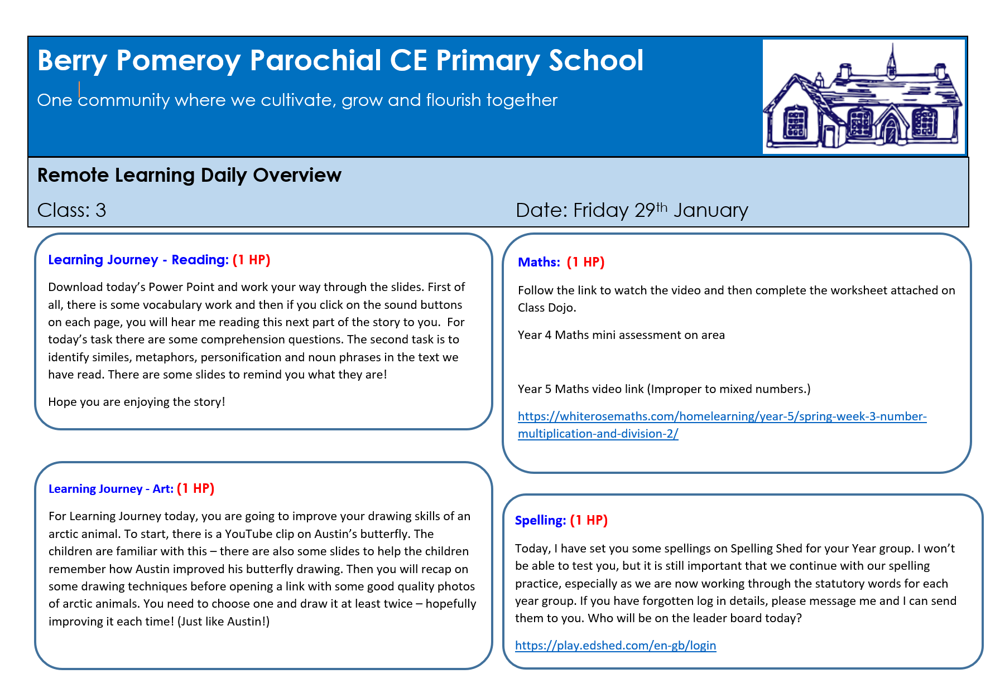 Berry Pomeroy Parochial CE Primary School
One community where we cultivate, grow and flourish together
Remote Learning Daily Overview
Class: 3
Date: Friday 29th January
Learning Journey - Reading: (1 HP)
Download today’s Power Point and work your way through the slides. First of
all, there is some vocabulary work and then if you click on the sound buttons
on each page, you will hear me reading this next part of the story to you.  For
today’s task there are some comprehension questions. The second task is to
identify similes, metaphors, personification and noun phrases in the text we
have read. There are some slides to remind you what they are!
Hope you are enjoying the story!
Maths:  (1 HP)
Follow the link to watch the video and then complete the worksheet attached on
Class Dojo.
Year 4 Maths mini assessment on area
Year 5 Maths video link (Improper to mixed numbers.)
https://whiterosemaths.com/homelearning/year-5/spring-week-3-number-
multiplication-and-division-2/
Learning Journey - Art: (1 HP)
For Learning Journey today, you are going to improve your drawing skills of an
arctic animal. To start, there is a YouTube clip on Austin’s butterfly. The
children are familiar with this – there are also some slides to help the children
remember how Austin improved his butterfly drawing. Then you will recap on
some drawing techniques before opening a link with some good quality photos
of arctic animals. You need to choose one and draw it at least twice – hopefully
improving it each time! (Just like Austin!)
Spelling: (1 HP)
Today, I have set you some spellings on Spelling Shed for your Year group. I won’t
be able to test you, but it is still important that we continue with our spelling
practice, especially as we are now working through the statutory words for each
year group. If you have forgotten log in details, please message me and I can send
them to you. Who will be on the leader board today?
https://play.edshed.com/en-gb/login